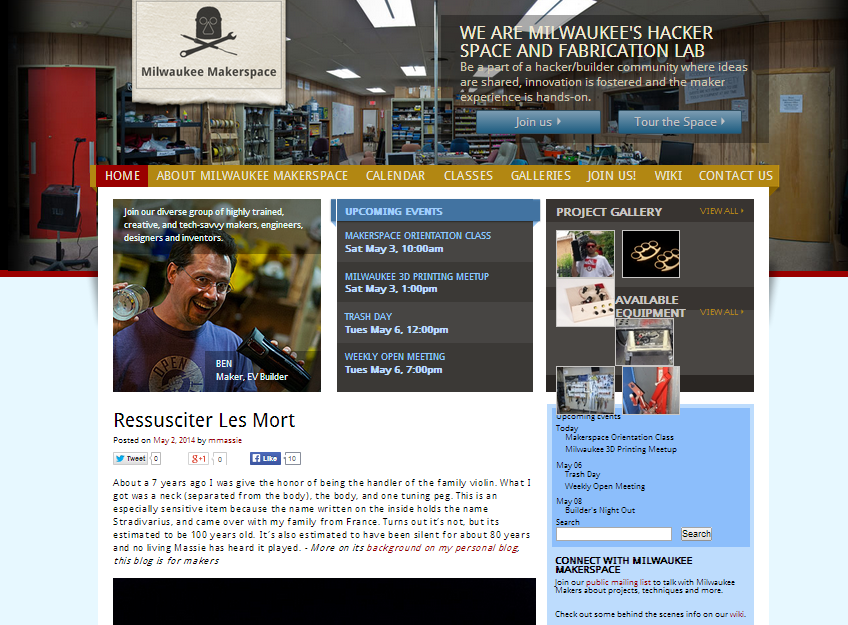 Milwaukee Makerspace
WE ARE MILWAUKEE'S HACKER
SPACE AND FABRICATION LAB
Be a part of a hacker/builder community where ideas
are shared, innovation is fostered and the maker
experience is hands-on.
Join us
Tour the Space
HOME ABOUT MILWAUKEE MAKERSPACE CALENDAR CLASSES GALLERIES JOIN US! WIKI CONTACT US
Join our diverse group of highly trained,
creative, and tech-savvy makers, engineers,
designers and inventors.
OPEN
BEN
Maker, EV Builder
UPCOMING EVENTS
MAKERSPACE ORIENTATION CLASS
Sat May 3, 10:00am
MILWAUKEE 3D PRINTING MEETUP
Sat May 3, 1:00pm
TRASH DAY
Tues May 6, 12:00pm
WEEKLY OPEN MEETING
Tues May 6, 7:00pm
PROJECT GALLERY VIEW ALL
AVAILABLE
EQUIPMENT VIEW ALL
Ressusciter Les Mort
Posted on May 2, 2014 by mmassie
Tweet 0 g+1 0 Like 10
About a 7 years ago I was give the honor of being the handler of the family violin. What I
got was a neck (separated from the body), the body, and one tuning peg. This is an
especially sensitive item because the name written on the inside holds the name
Stradivarius, and came over with my family from France. Turns out it's not, but its
estimated to be 100 years old. It's also estimated to have been silent for about 80 years
and no living Massie has heard it played. - More on its background on my personal blog,
this blog is for makers
Upcoming events
Today
Makerspace Orientation Class
Milwaukee 3D Printing Meetup
May 06
Trash Day
Weekly Open Meeting
May 08
Builder's Night Out
Search
Search
CONNECT WITH MILWAUKEE
MAKERSPACE
Join our public mailing list to talk with Milwaukee
Makers about projects, techniques and more.
Check out some behind the scenes info on our wiki.